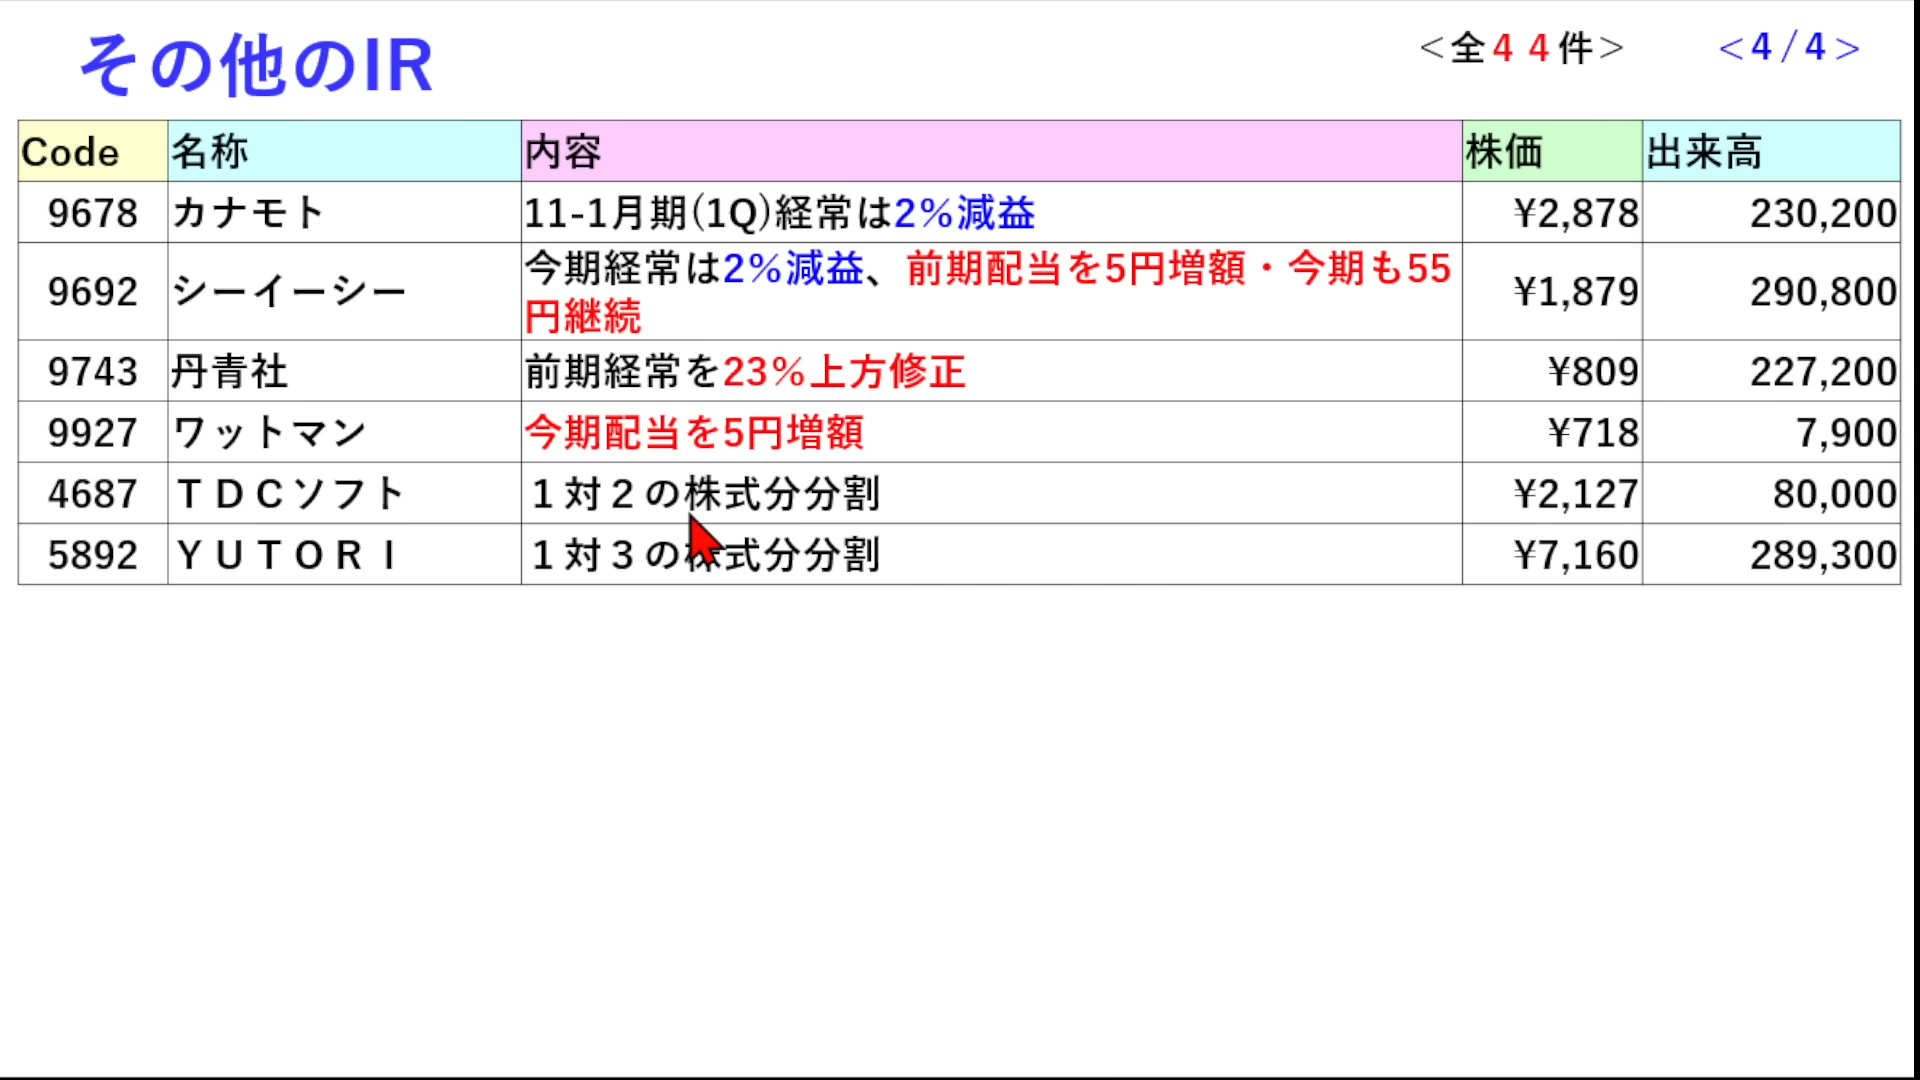 その他のIR
＜全４４件＞ ＜4/4＞
Code 名称 内容 株価 出来高
9678 カナモト 11-1月期(1Q)経常は2%減益 ¥2,878 230,200
9692 シーイーシー 今期経常は2%減益、前期配当を5円増額・今期も55
円継続 ¥1,879 290,800
9743 丹青社 前期経常を23%上方修正 ¥809 227,200
9927 ワットマン 今期配当を5円増額 ¥718 7,900
4687 ＴＤＣソフト １対２の株式分分割 ¥2,127 80,000
5892 ＹＵＴＯＲＩ １対３の株式分分割 ¥7,160 289,300